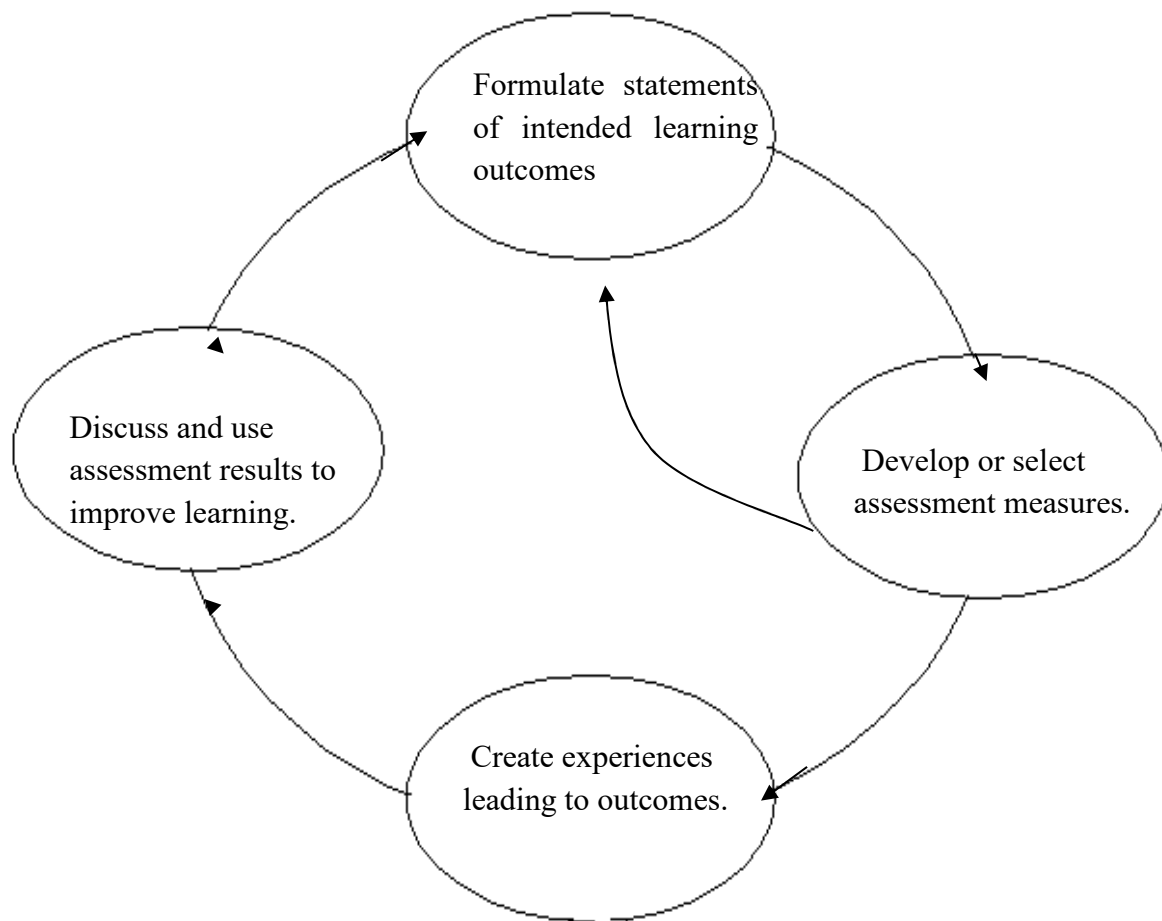 Formulate statements
of intended learning
outcomes
Discuss and use
assessment results to
improve learning.
Develop or select
assessment measures.
Create experiences
leading to outcomes.